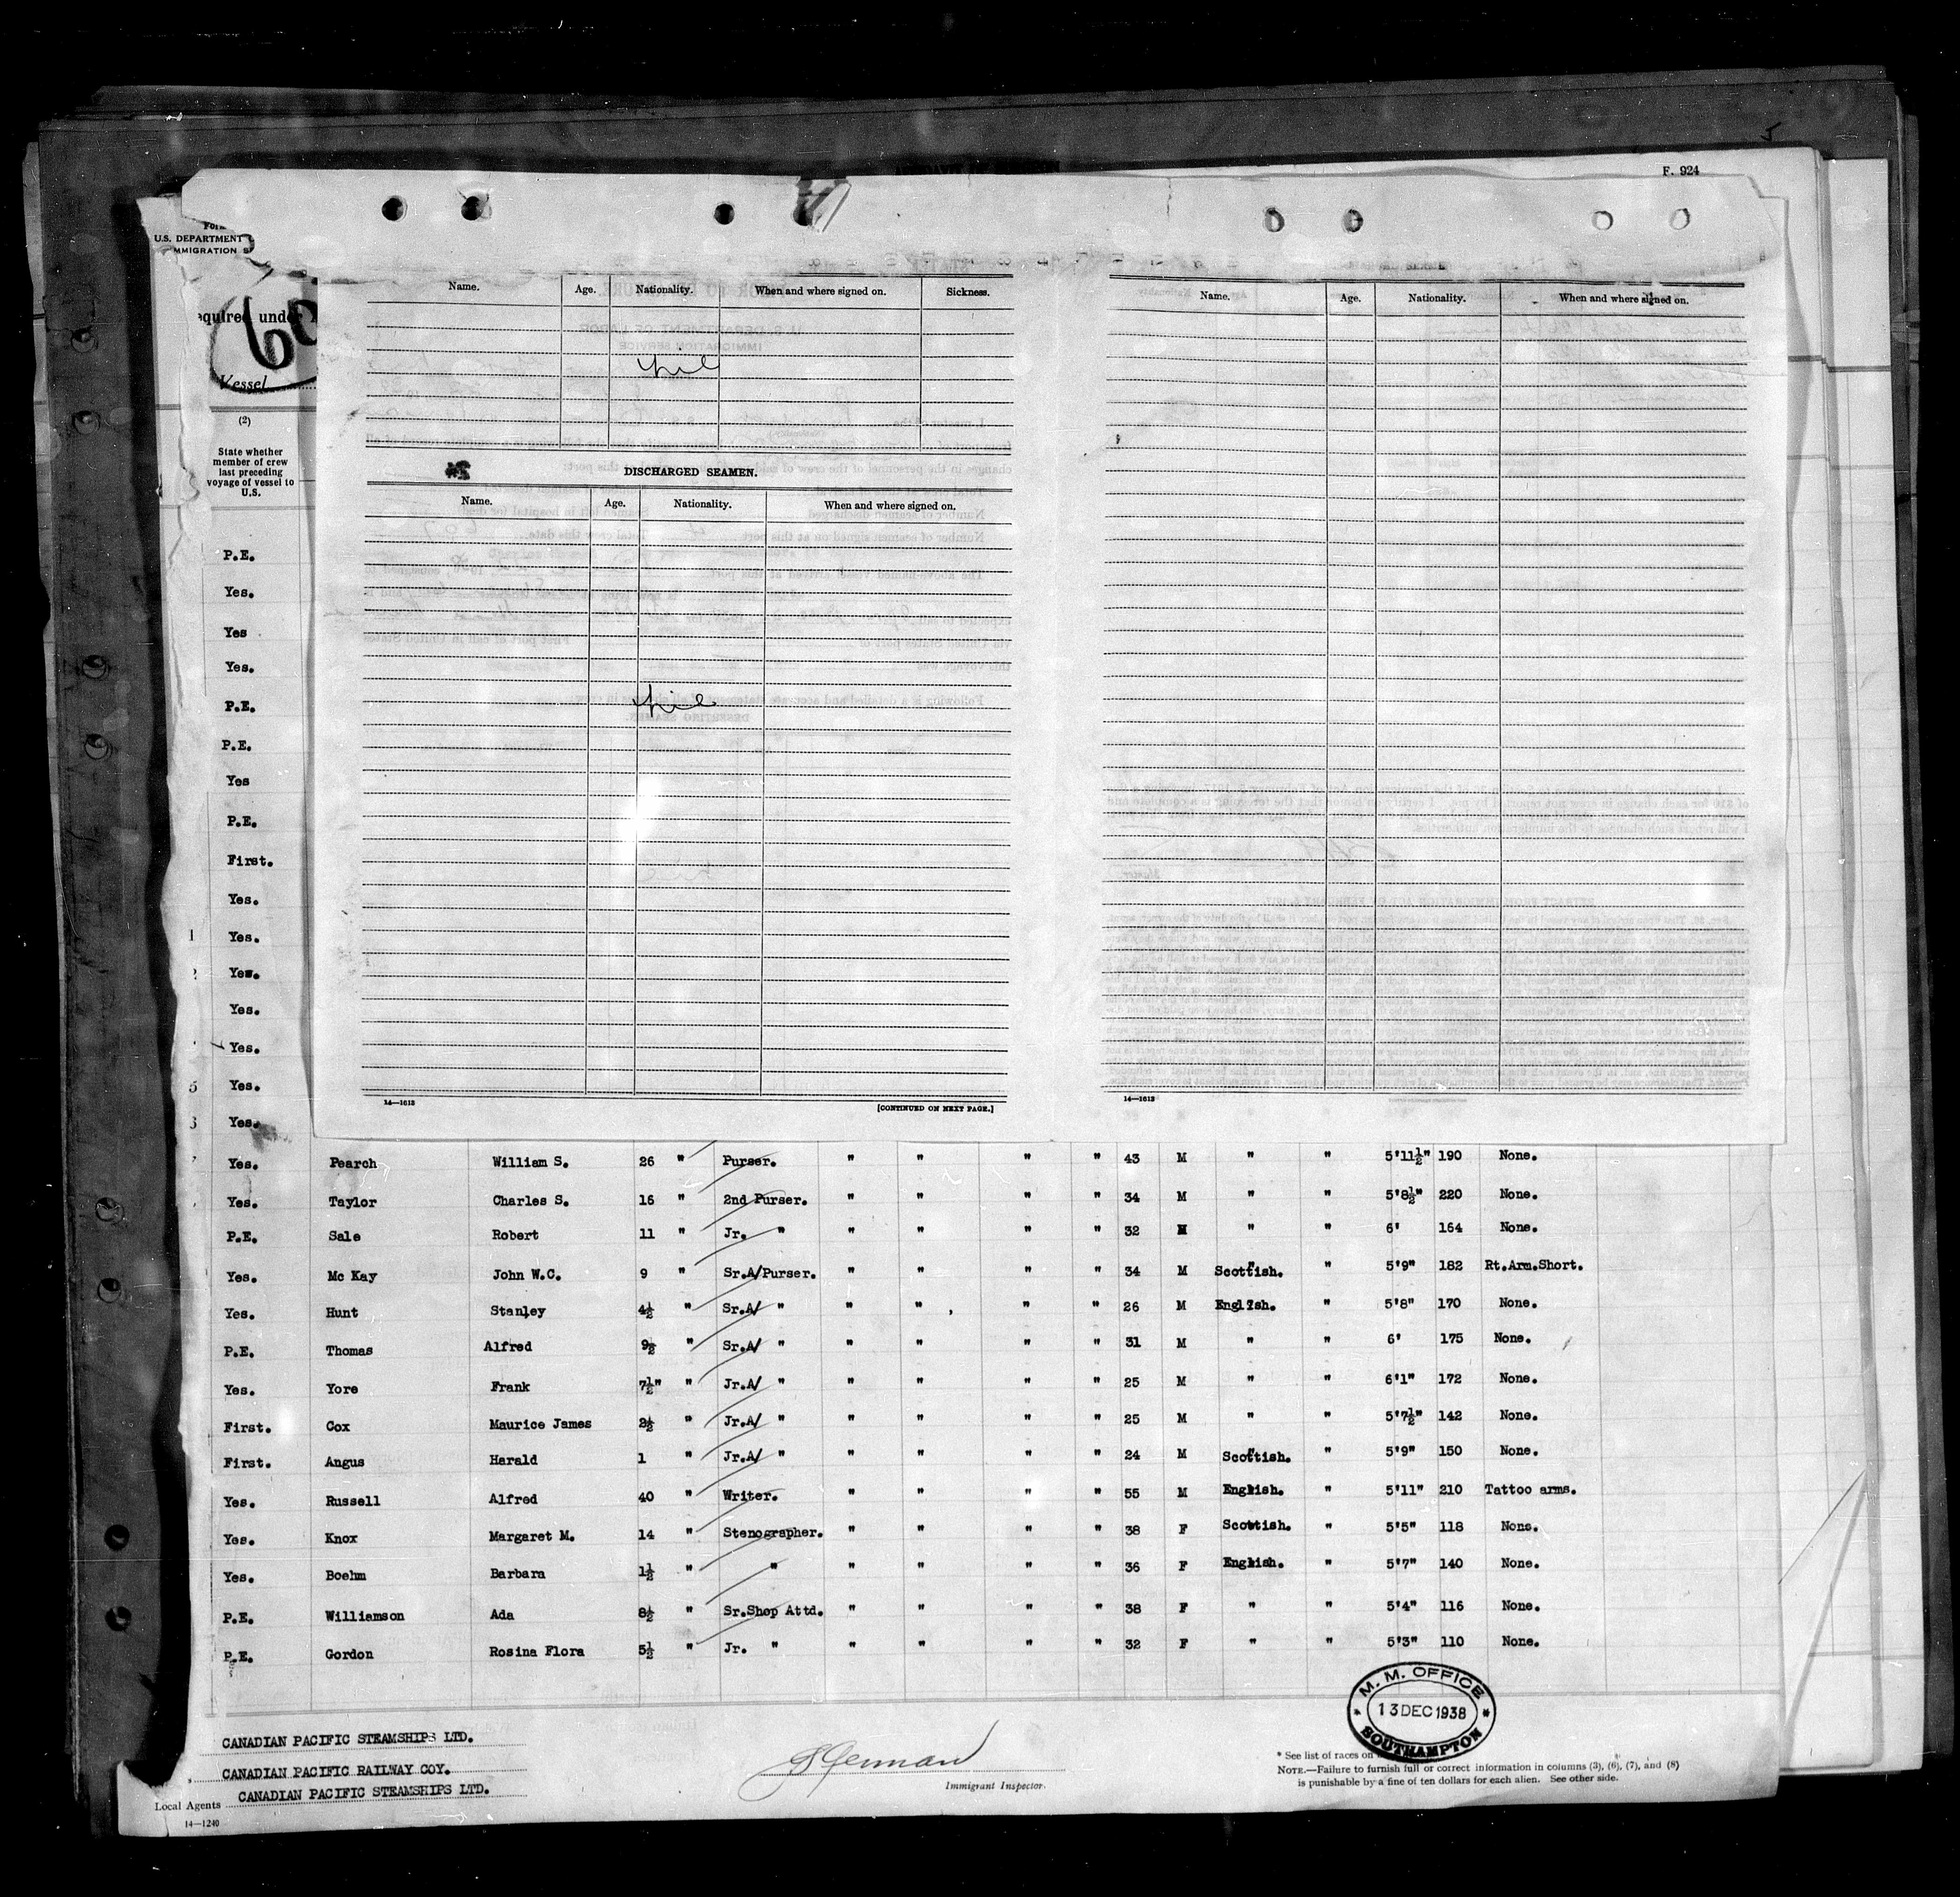 F. 924
U.S. DEPARTMENT
IMMIGRATION
required under
60
Vessel
(2)
State whether
member of crew
last preceding
voyage of vessel to
U.S.
P.E.
Yes.
Yes
Yes.
P.E.
P.E.
Yes
P.E.
First.
Yes.
1 Yes.
2 Yes.
Yes.
Yes.
5 Yes.
6 Yes.
Name. Age. Nationality. When and where signed on. Sickness.
Nil
DISCHARGED SEAMEN.
Name. Age. Nationality. When and where signed on.
Nil
14—1613 [CONTINUED ON NEXT PAGE.]
Name. Age. Nationality. When and where signed on.
14—1613
Yes. Pearch William S. 26 " Purser. " " " " 43 M " " 5'11½" 190 None.
Yes. Taylor Charles S. 16 " 2nd Purser. " " " " 34 M " " 5'8½" 220 None.
P.E. Sale Robert 11 " Jr. " " " " " 32 M " " 6' 164 None.
Yes. Mc Kay John W.C. 9 " Sr.A/Purser. " " " " 34 M Scottish. " 5'9" 182 Rt.Arm.Short.
Yes. Hunt Stanley 4½ " Sr.A/ " " " " " 26 M English. " 5'8" 170 None.
P.E. Thomas Alfred 9½ " Sr.A/ " " " " " 31 M " " 6' 175 None.
Yes. Yore Frank 7½" " Jr.A/ " " " " " 25 M " " 6'1" 172 None.
First. Cox Maurice James 2½ " Jr.A/ " " " " " 25 M " " 5'7½" 142 None.
First. Angus Harald 1 " Jr.A/ " " " " " 24 M Scottish. " 5'9" 150 None.
Yes. Russell Alfred 40 " Writer. " " " " 55 M English. " 5'11" 210 Tattoo arms.
Yes. Knox Margaret M. 14 " Stenographer. " " " " 38 F Scottish. " 5'5" 118 None.
Yes. Boehm Barbara 1½ " " " " " " 36 F English. " 5'7" 140 None.
P.E. Williamson Ada 8½ " Sr.Shop Attd. " " " " 38 F " " 5'4" 116 None.
P.E. Gordon Rosina Flora 5½ " Jr. " " " " " 32 F " " 5'3" 110 None.
M. M. OFFICE
13 DEC 1938
SOUTHAMPTON
CANADIAN PACIFIC STEAMSHIPS LTD.
CANADIAN PACIFIC RAILWAY COY.
Local Agents CANADIAN PACIFIC STEAMSHIPS LTD.
14—1240
Immigrant Inspector.
* See list of races on
NOTE.—Failure to furnish full or correct information in columns (3), (6), (7), and (8)
is punishable by a fine of ten dollars for each alien. See other side.